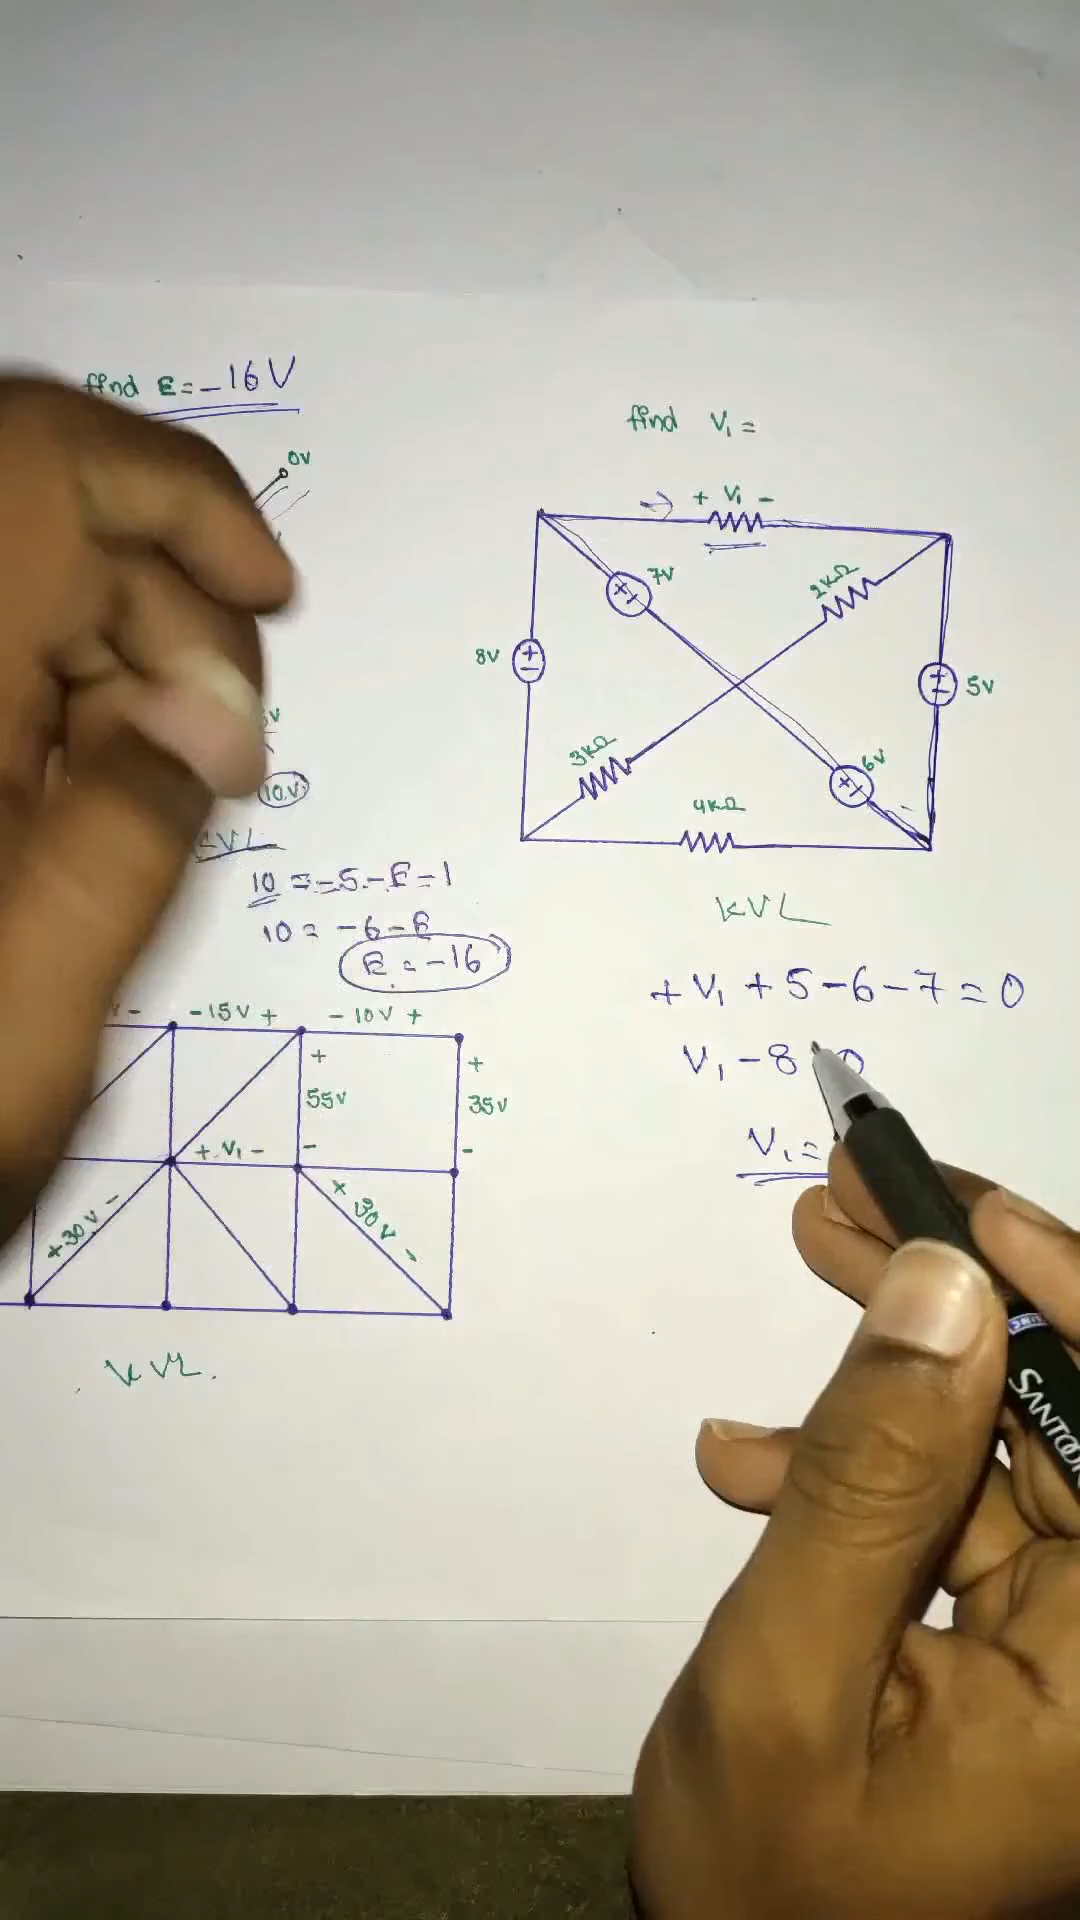 find E = -16V
0V
10V
KVL
10 = -5 - E - 1
10 = -6 - E
E = -16
find V₁ =
+ V₁ -
7V
2KΩ
8V
5V
3KΩ
6V
4KΩ
KVL
+V₁ + 5 - 6 - 7 = 0
V₁ - 8 0
V₁ =
V - - 15V + - 10V +
+ 55V -
+ 35V -
+ V₁ -
+ 30V -
+ 30V -
KVL.
SANTOON